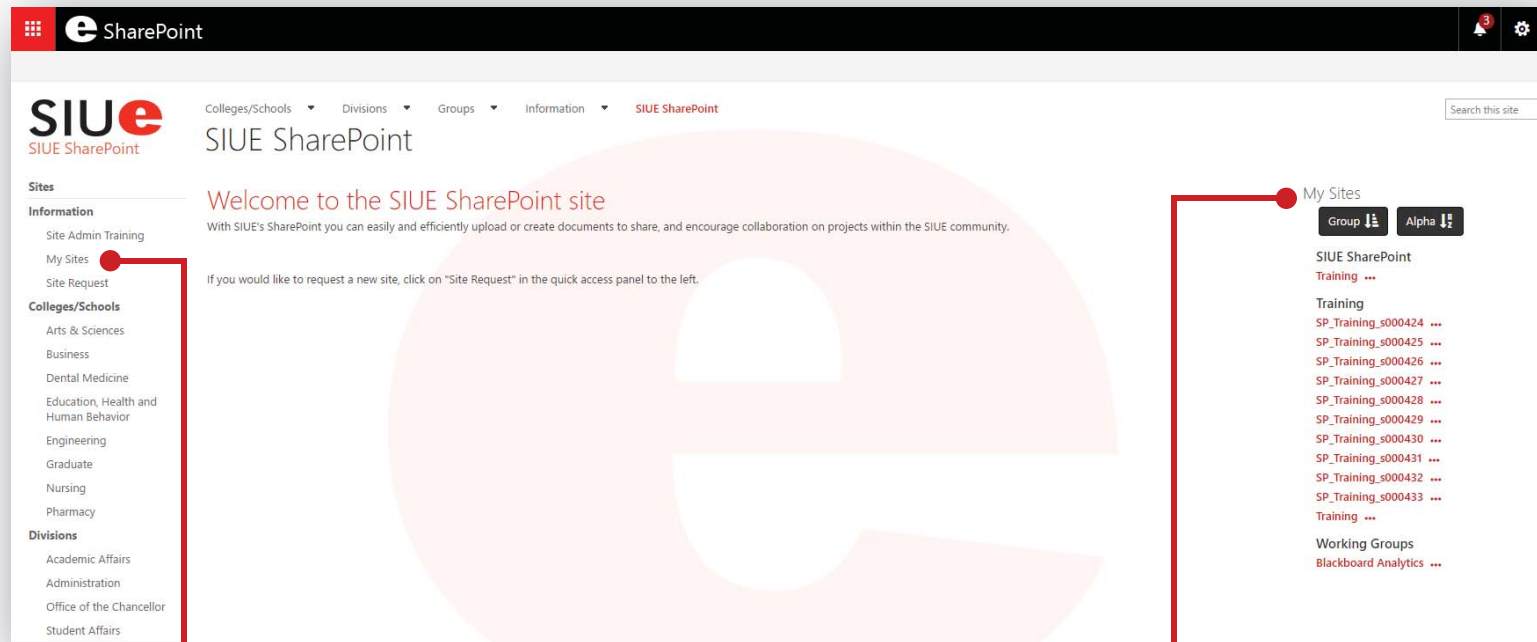 SharePoint
3
SIUe
SIUE SharePoint
Colleges/Schools Divisions Groups Information SIUE SharePoint
SIUE SharePoint
Search this site
Sites
Information
Site Admin Training
My Sites
Site Request
Colleges/Schools
Arts & Sciences
Business
Dental Medicine
Education, Health and
Human Behavior
Engineering
Graduate
Nursing
Pharmacy
Divisions
Academic Affairs
Administration
Office of the Chancellor
Student Affairs
Welcome to the SIUE SharePoint site
With SIUE's SharePoint you can easily and efficiently upload or create documents to share, and encourage collaboration on projects within the SIUE community.
If you would like to request a new site, click on "Site Request" in the quick access panel to the left.
My Sites
Group Alpha
SIUE SharePoint
Training ...
Training
SP_Training_s000424 ...
SP_Training_s000425 ...
SP_Training_s000426 ...
SP_Training_s000427 ...
SP_Training_s000428 ...
SP_Training_s000429 ...
SP_Training_s000430 ...
SP_Training_s000431 ...
SP_Training_s000432 ...
SP_Training_s000433 ...
Training ...
Working Groups
Blackboard Analytics ...